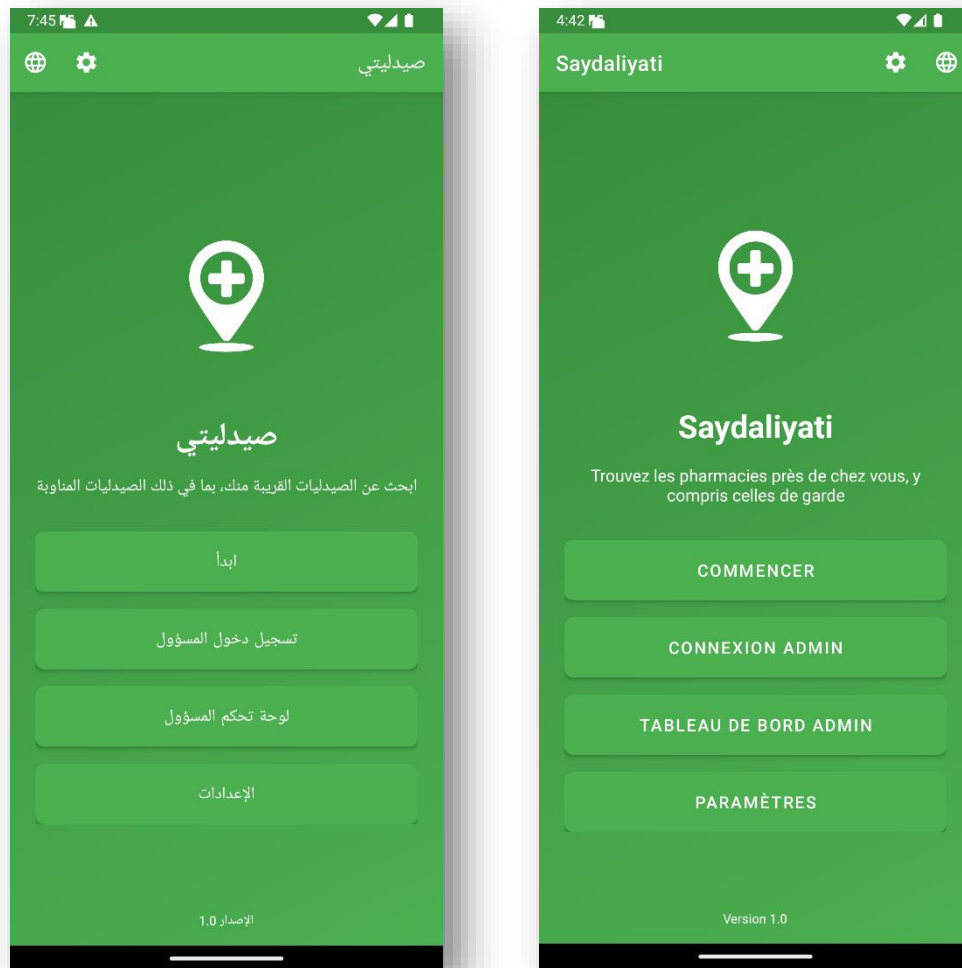 7:45
صيدليتي
صيدليتي
ابحث عن الصيدليات القريبة منك، بما في ذلك الصيدليات المناوبة
ابدأ
تسجيل دخول المسؤول
لوحة تحكم المسؤول
الإعدادات
الإصدار 1.0
4:42
Saydaliyati
Saydaliyati
Trouvez les pharmacies près de chez vous, y
compris celles de garde
COMMENCER
CONNEXION ADMIN
TABLEAU DE BORD ADMIN
PARAMÈTRES
Version 1.0